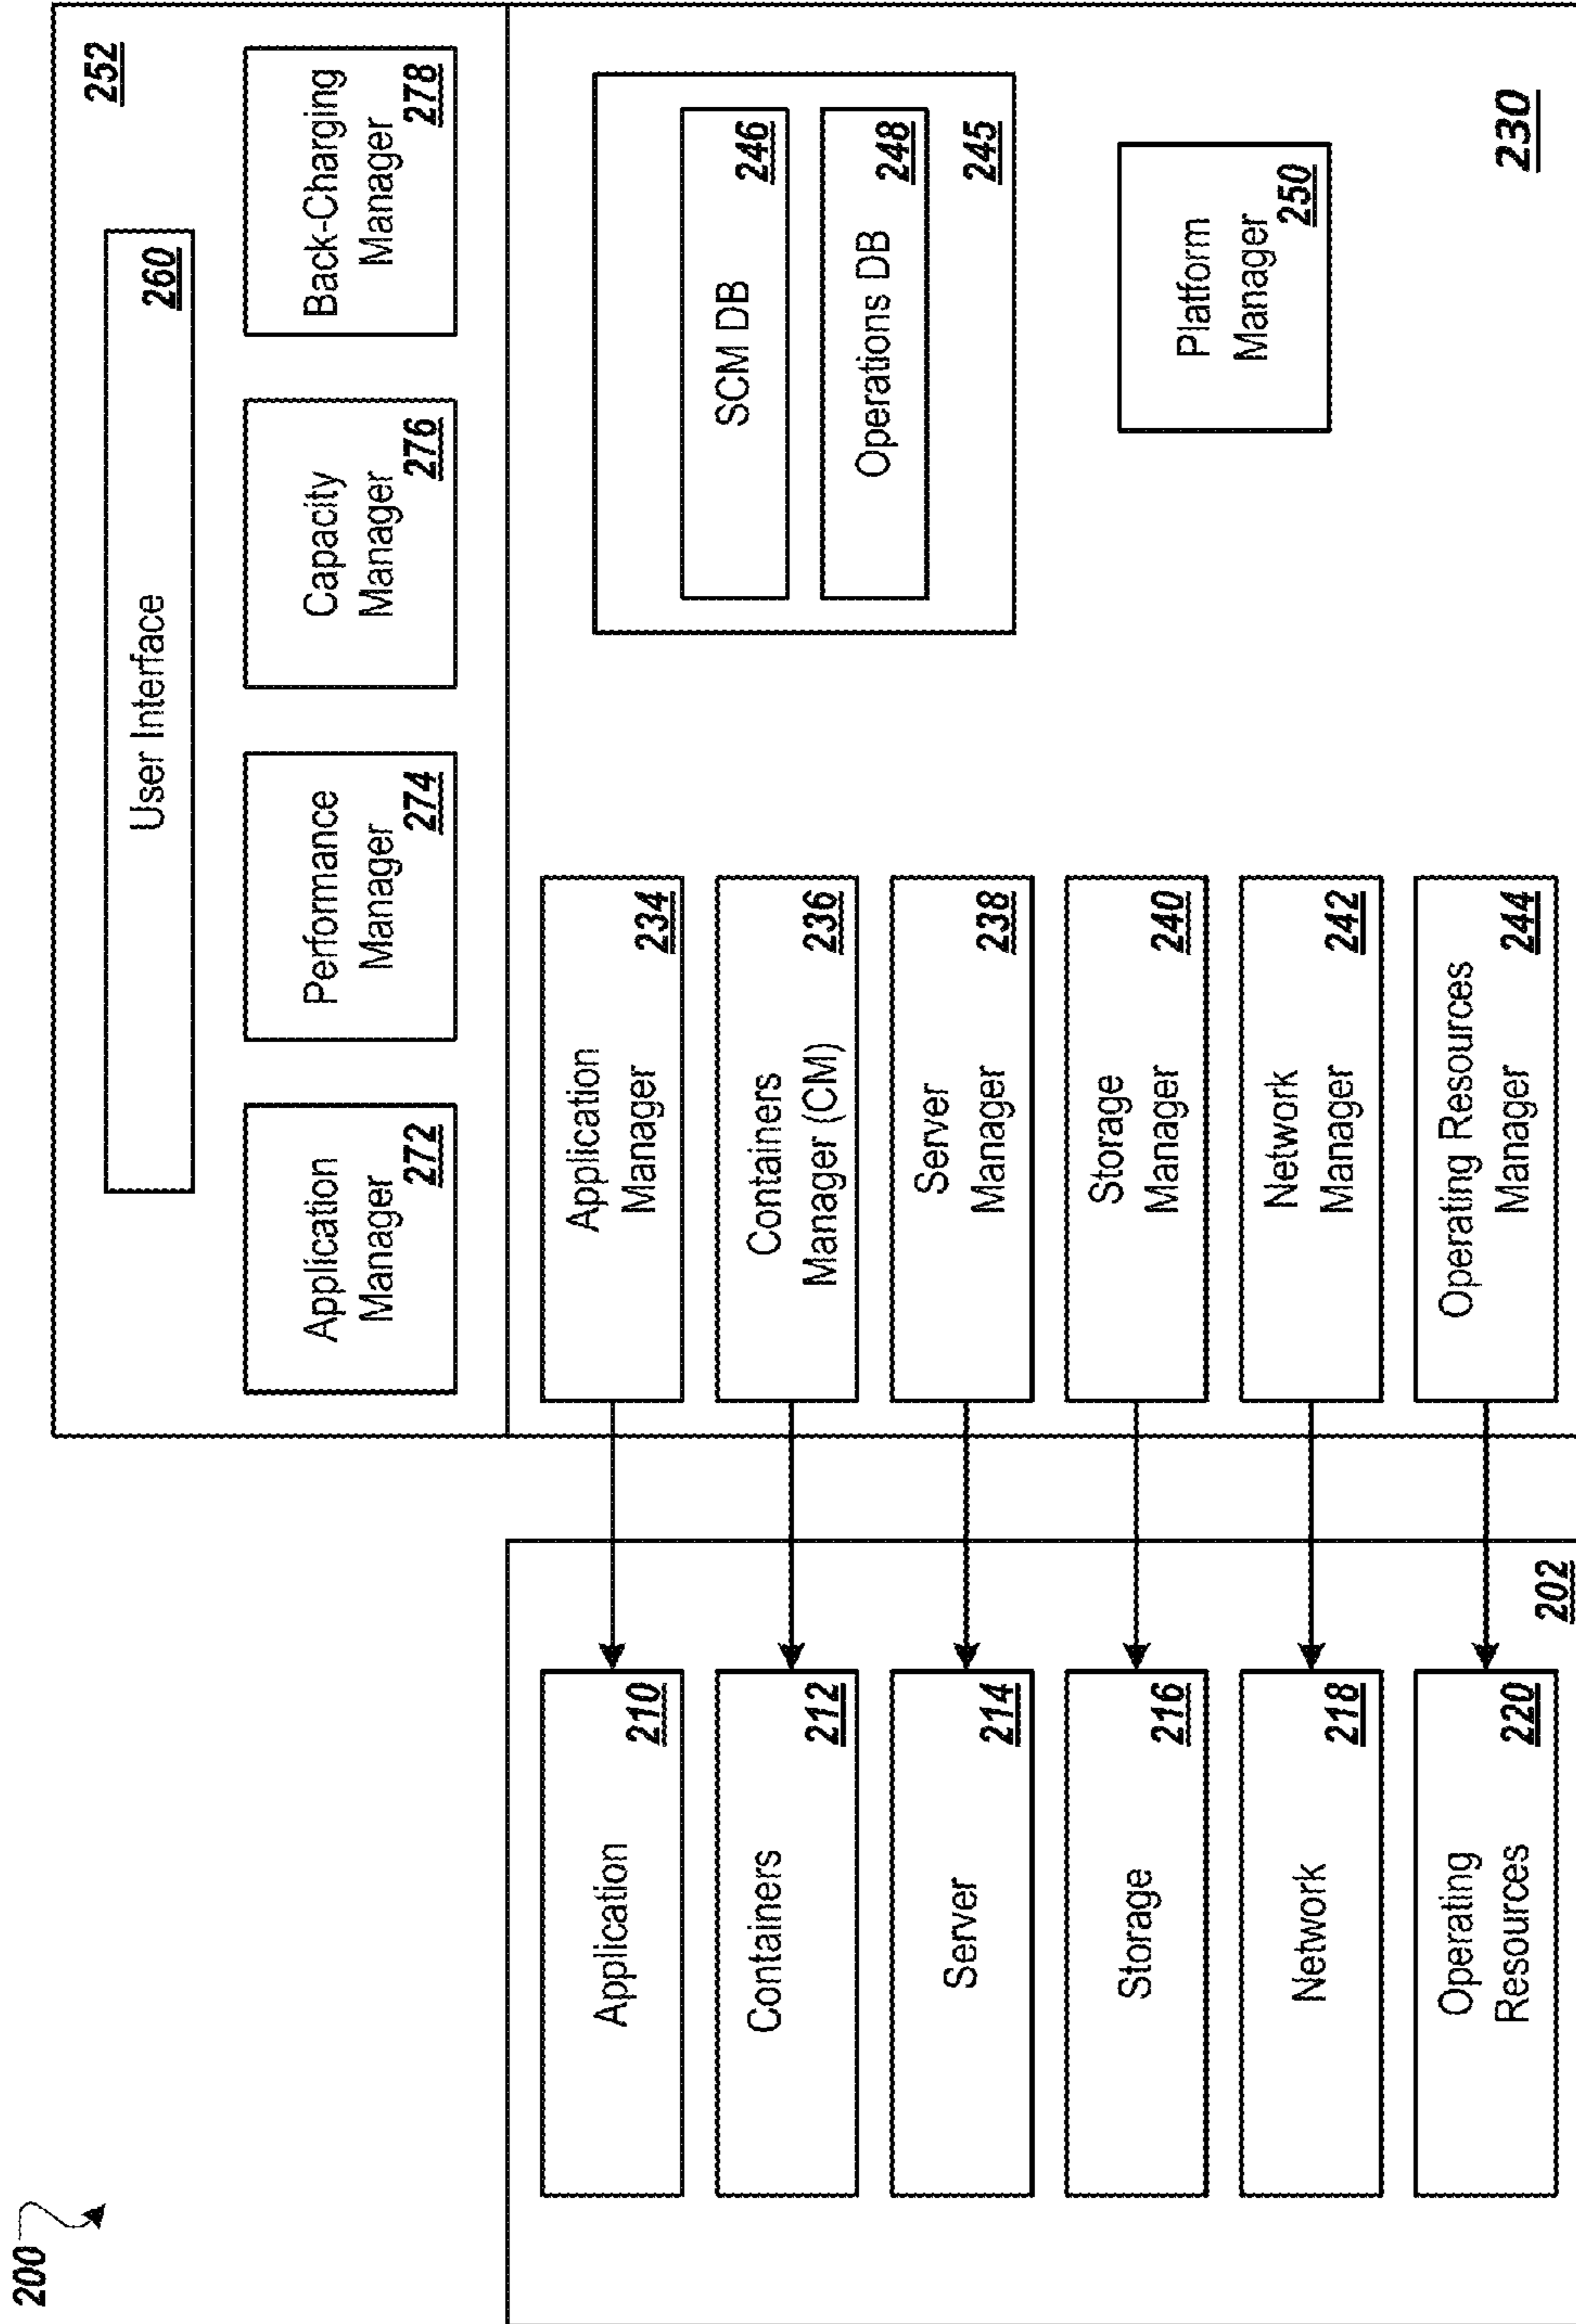 200
252
User Interface
260
Application
Manager
272
Performance
Manager
274
Capacity
Manager
276
Back-Charging
Manager
278
Application
210
Containers
212
Server
214
Storage
216
Network
218
Operating
Resources
220
202
Application
Manager
234
Containers
Manager (CM)
236
Server
Manager
238
Storage
Manager
240
Network
Manager
242
Operating Resources
Manager
244
SCM DB
246
Operations DB
248
245
Platform
Manager
250
230